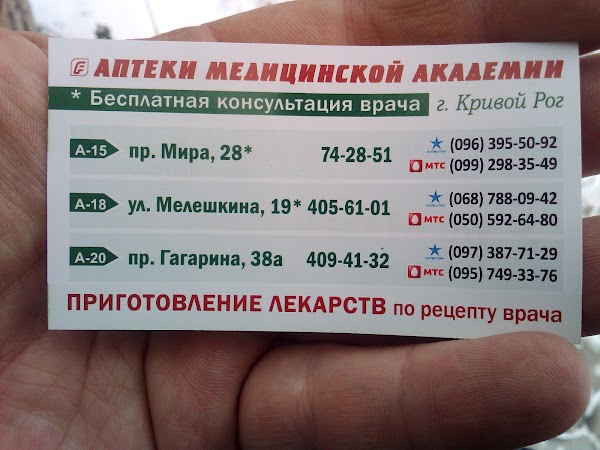 АПТЕКИ МЕДИЦИНСКОЙ АКАДЕМИИ
* Бесплатная консультация врача г. Кривой Рог
А-15 пр. Мира, 28* 74-28-51 (096) 395-50-92
МТС (099) 298-35-49
А-18 ул. Мелешкина, 19* 405-61-01 (068) 788-09-42
МТС (050) 592-64-80
А-20 пр. Гагарина, 38а 409-41-32 (097) 387-71-29
МТС (095) 749-33-76
ПРИГОТОВЛЕНИЕ ЛЕКАРСТВ по рецепту врача